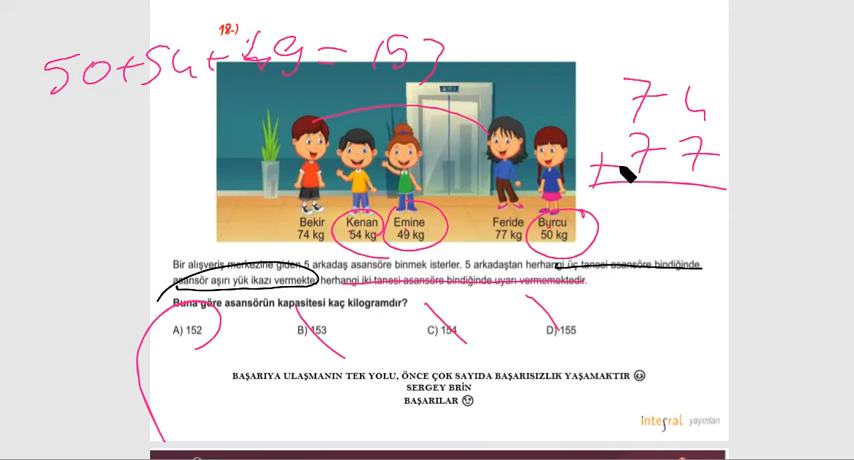 18-)
50+54+49= 153
74
+77
Bekir Kenan Emine Feride Burcu
74 kg 54 kg 49 kg 77 kg 50 kg
Bir alışveriş merkezine giden 5 arkadaş asansöre binmek isterler. 5 arkadaştan herhangi üç tanesi asansöre bindiğinde
asansör aşırı yük ikazı vermekte, herhangi iki tanesi asansöre bindiğinde uyarı vermemektedir.
Buna göre asansörün kapasitesi kaç kilogramdır?
A) 152 B) 153 C) 154 D) 155
BAŞARIYA ULAŞMANIN TEK YOLU, ÖNCE ÇOK SAYIDA BAŞARISIZLIK YAŞAMAKTIR
SERGEY BRİN
BAŞARILAR
integral yayınları